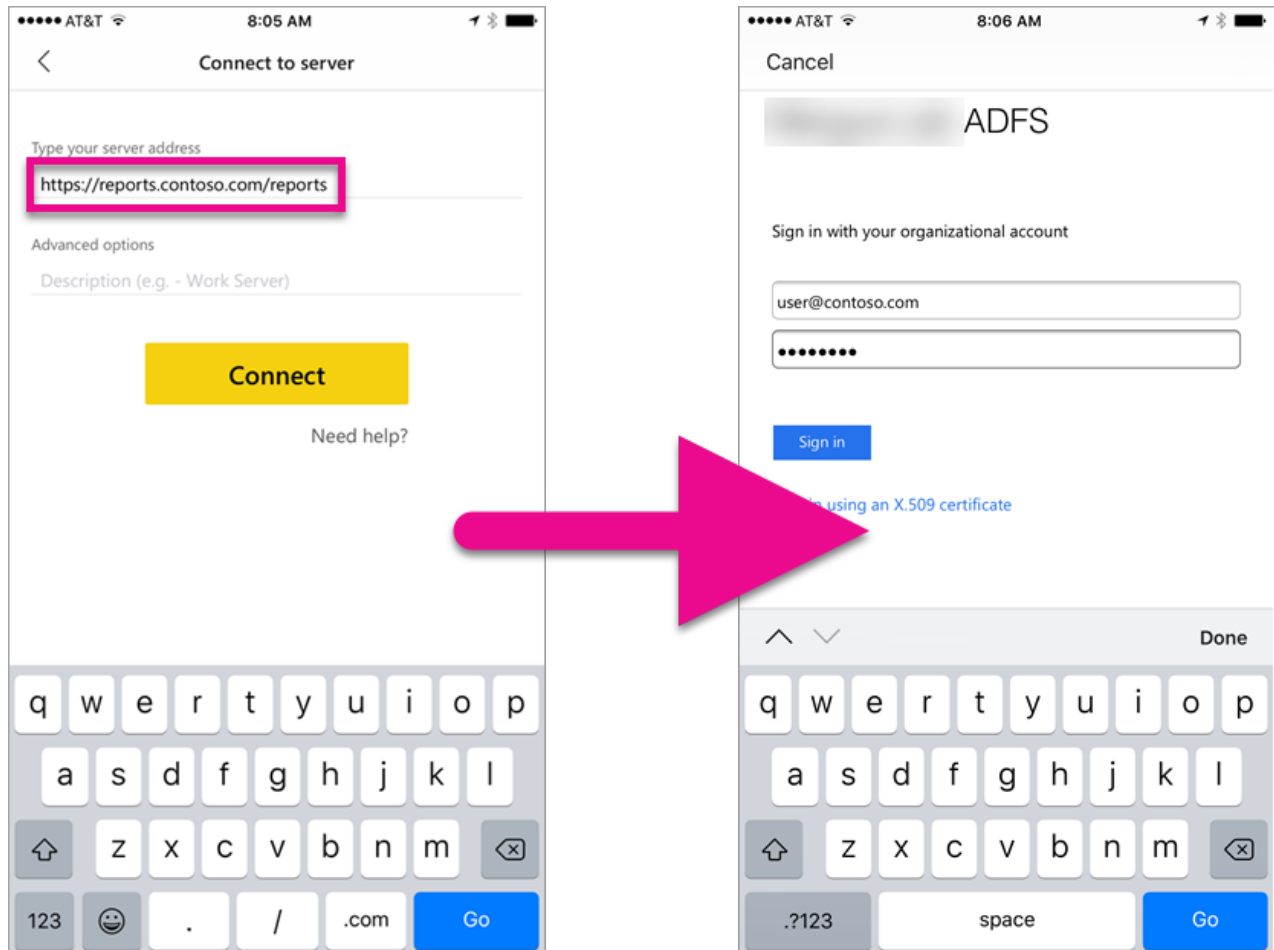 AT&T 8:05 AM
Connect to server
Type your server address
https://reports.contoso.com/reports
Advanced options
Description (e.g. - Work Server)
Connect
Need help?
q w e r t y u i o p
a s d f g h j k l
z x c v b n m
123 . / .com Go
AT&T 8:06 AM
Cancel
ADFS
Sign in with your organizational account
user@contoso.com
Sign in
using an X.509 certificate
Done
q w e r t y u i o p
a s d f g h j k l
z x c v b n m
.?123 space Go